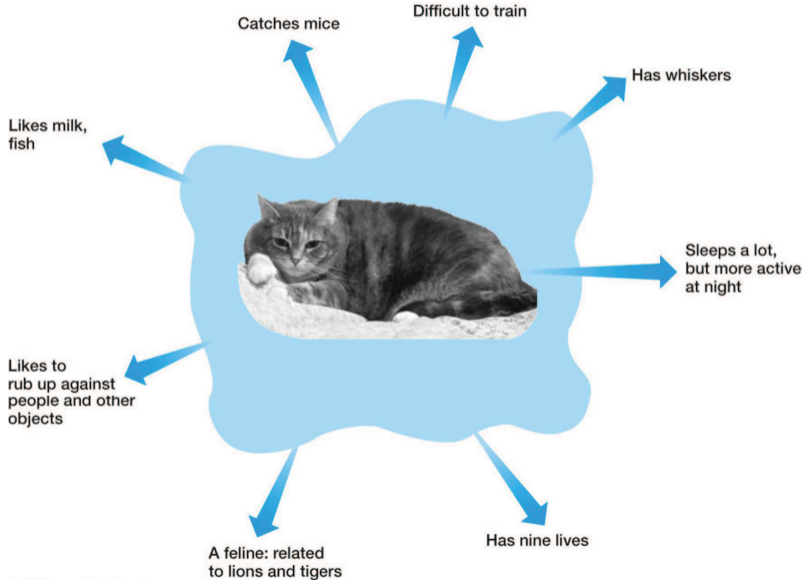 Difficult to train
Catches mice
Has whiskers
Likes milk,
fish
Sleeps a lot,
but more active
at night
Likes to
rub up against
people and other
objects
Has nine lives
A feline: related
to lions and tigers